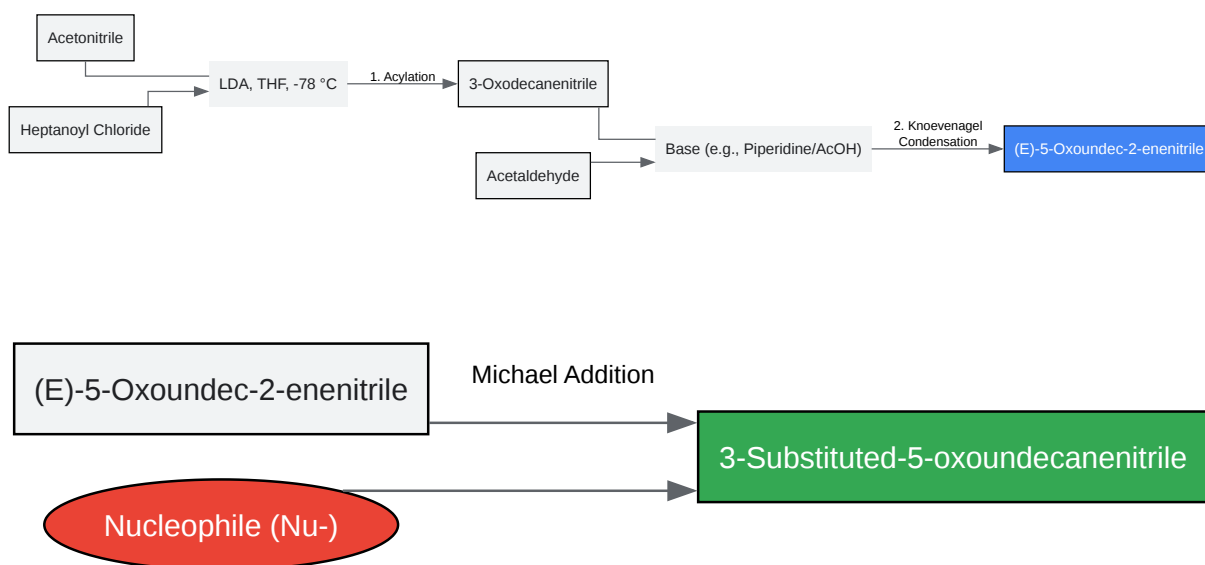 Acetonitrile
Heptanoyl Chloride
LDA, THF, -78 °C
1. Acylation
3-Oxodecanenitrile
Acetaldehyde
Base (e.g., Piperidine/AcOH)
2. Knoevenagel
Condensation
(E)-5-Oxoundec-2-enenitrile
(E)-5-Oxoundec-2-enenitrile
Michael Addition
Nucleophile (Nu-)
3-Substituted-5-oxoundecanenitrile